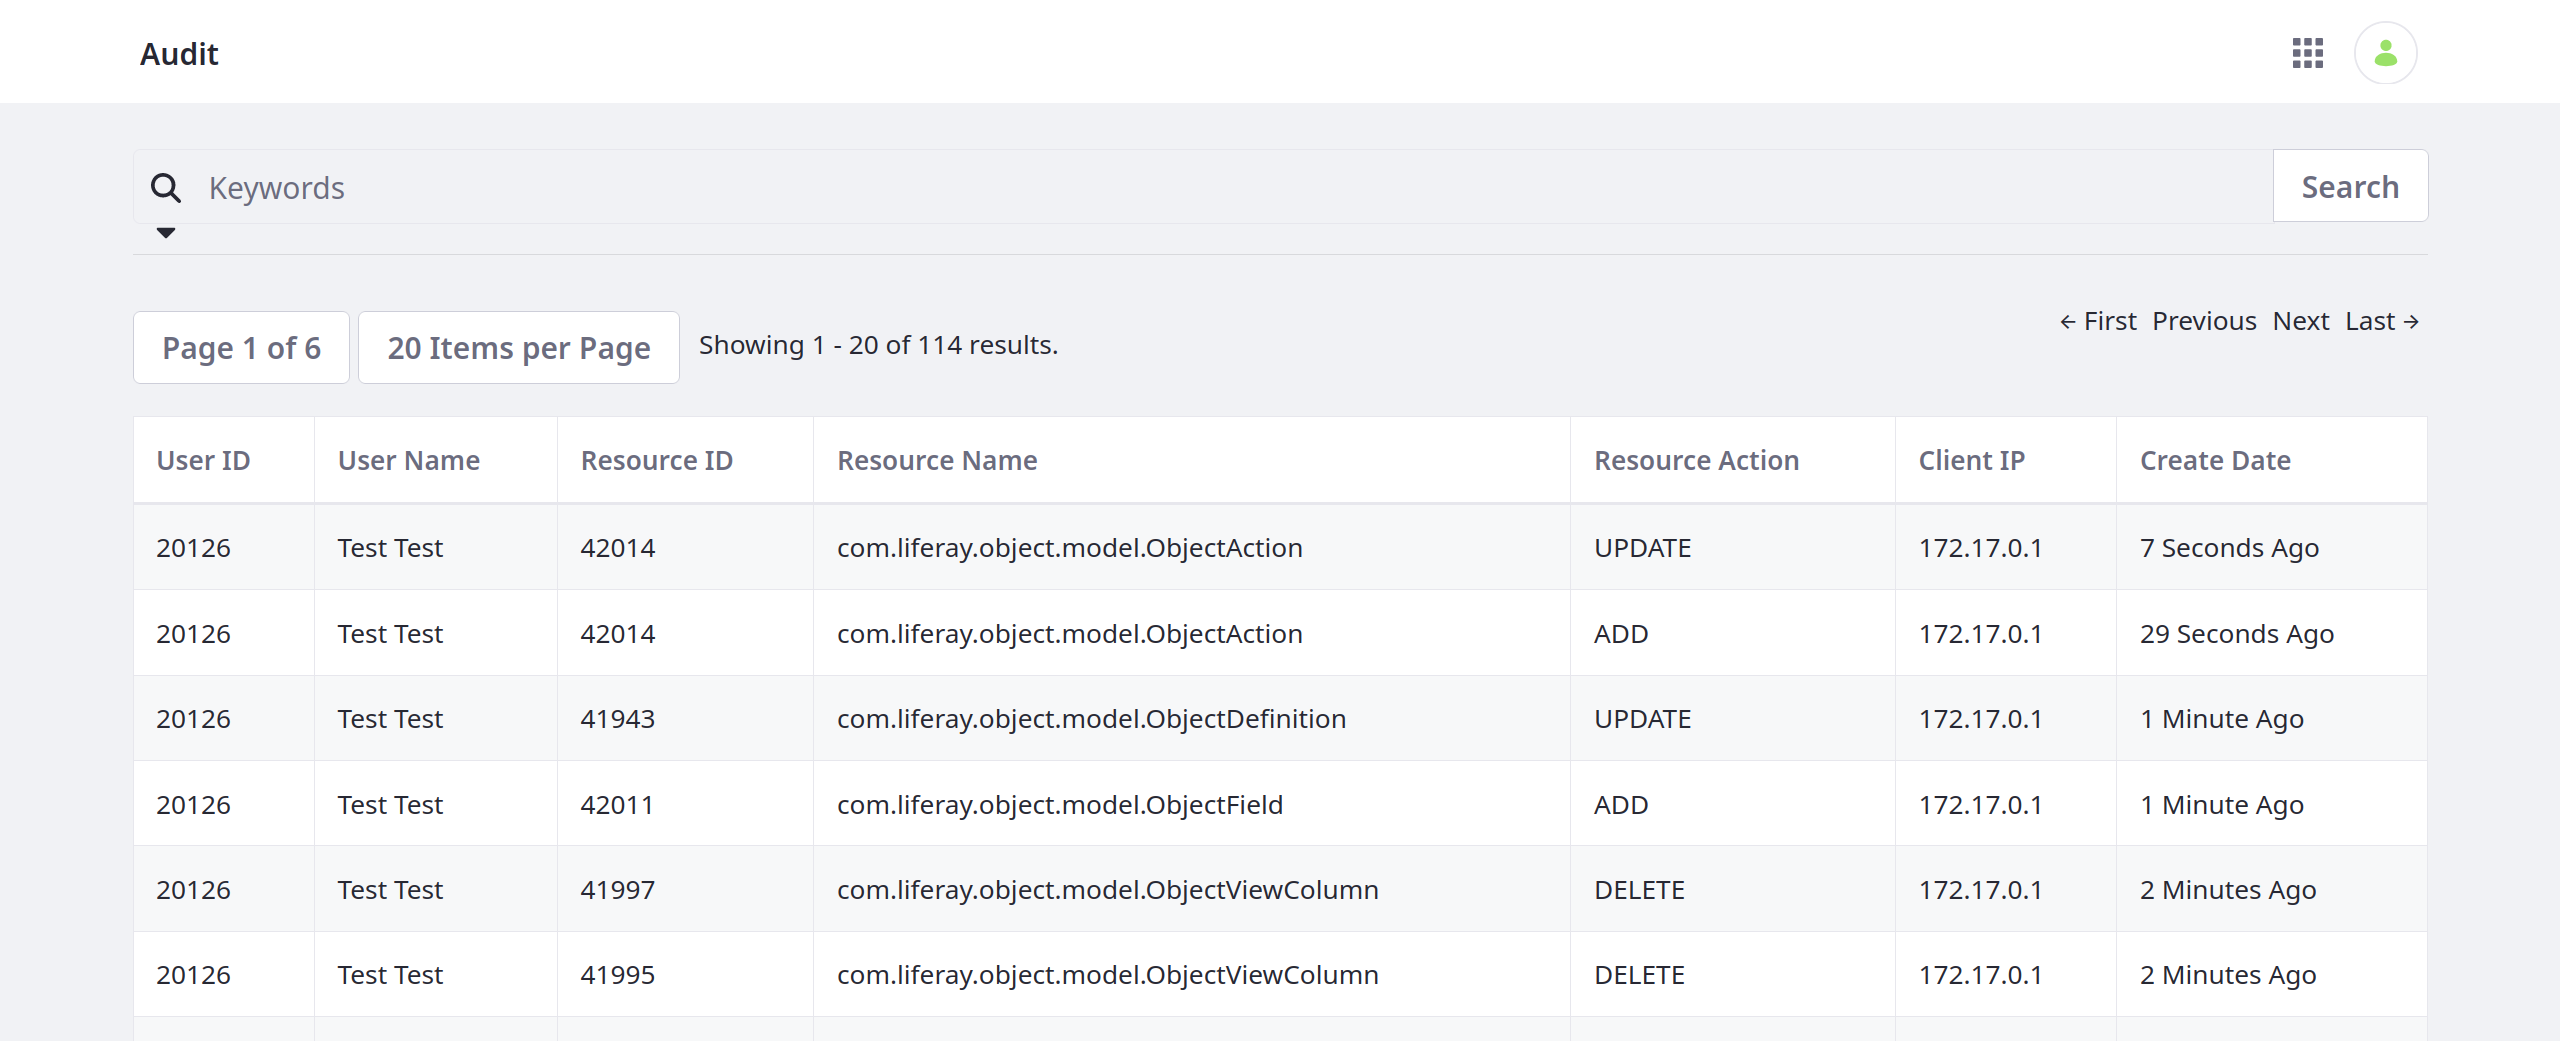 Audit
Keywords
Search
Page 1 of 6 20 Items per Page Showing 1 - 20 of 114 results. ← First Previous Next Last →
User ID User Name Resource ID Resource Name Resource Action Client IP Create Date
20126 Test Test 42014 com.liferay.object.model.ObjectAction UPDATE 172.17.0.1 7 Seconds Ago
20126 Test Test 42014 com.liferay.object.model.ObjectAction ADD 172.17.0.1 29 Seconds Ago
20126 Test Test 41943 com.liferay.object.model.ObjectDefinition UPDATE 172.17.0.1 1 Minute Ago
20126 Test Test 42011 com.liferay.object.model.ObjectField ADD 172.17.0.1 1 Minute Ago
20126 Test Test 41997 com.liferay.object.model.ObjectViewColumn DELETE 172.17.0.1 2 Minutes Ago
20126 Test Test 41995 com.liferay.object.model.ObjectViewColumn DELETE 172.17.0.1 2 Minutes Ago